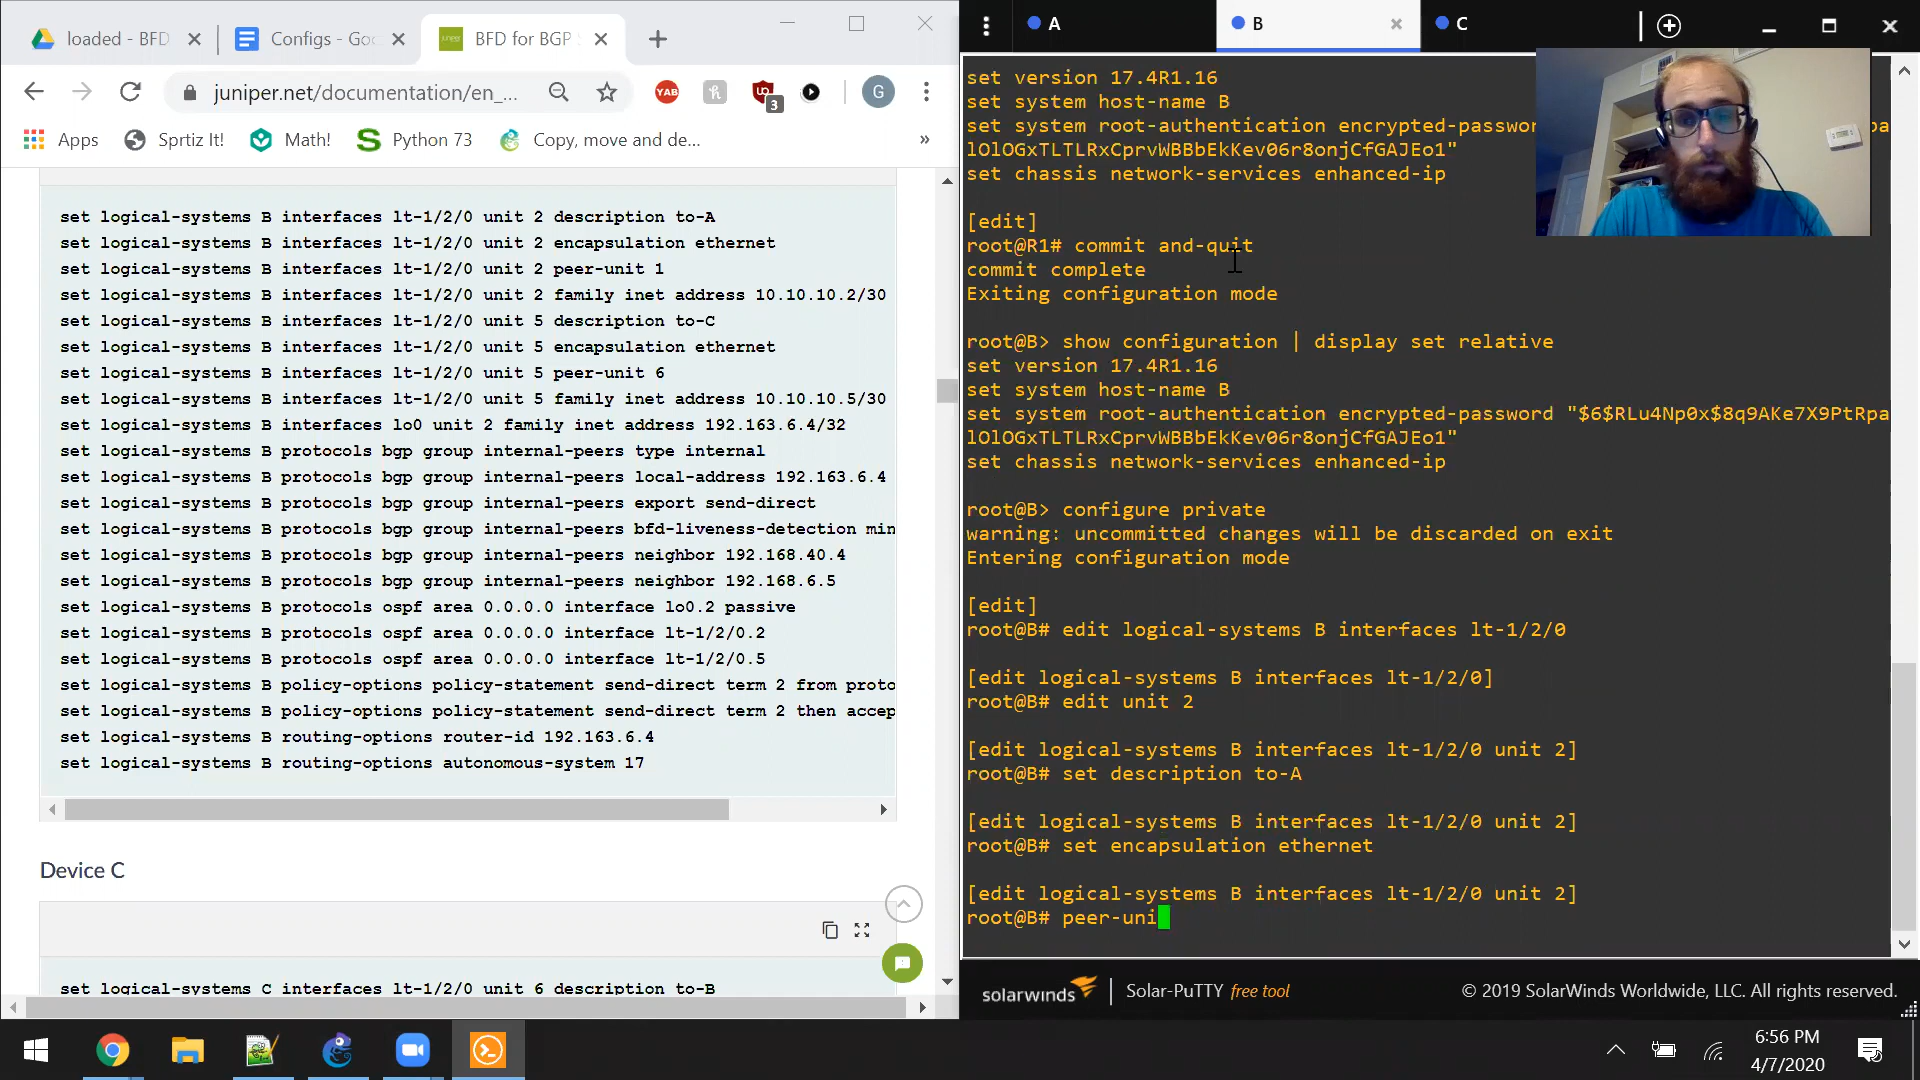 loaded - BFD
Configs - Goo
BFD for BGP S
juniper.net/documentation/en_...
YAB
3
G
Apps
Sprtiz It!
Math!
Python 73
Copy, move and de...
»
set logical-systems B interfaces lt-1/2/0 unit 2 description to-A
set logical-systems B interfaces lt-1/2/0 unit 2 encapsulation ethernet
set logical-systems B interfaces lt-1/2/0 unit 2 peer-unit 1
set logical-systems B interfaces lt-1/2/0 unit 2 family inet address 10.10.10.2/30
set logical-systems B interfaces lt-1/2/0 unit 5 description to-C
set logical-systems B interfaces lt-1/2/0 unit 5 encapsulation ethernet
set logical-systems B interfaces lt-1/2/0 unit 5 peer-unit 6
set logical-systems B interfaces lt-1/2/0 unit 5 family inet address 10.10.10.5/30
set logical-systems B interfaces lo0 unit 2 family inet address 192.163.6.4/32
set logical-systems B protocols bgp group internal-peers type internal
set logical-systems B protocols bgp group internal-peers local-address 192.163.6.4
set logical-systems B protocols bgp group internal-peers export send-direct
set logical-systems B protocols bgp group internal-peers bfd-liveness-detection min
set logical-systems B protocols bgp group internal-peers neighbor 192.168.40.4
set logical-systems B protocols bgp group internal-peers neighbor 192.168.6.5
set logical-systems B protocols ospf area 0.0.0.0 interface lo0.2 passive
set logical-systems B protocols ospf area 0.0.0.0 interface lt-1/2/0.2
set logical-systems B protocols ospf area 0.0.0.0 interface lt-1/2/0.5
set logical-systems B policy-options policy-statement send-direct term 2 from proto
set logical-systems B policy-options policy-statement send-direct term 2 then accep
set logical-systems B routing-options router-id 192.163.6.4
set logical-systems B routing-options autonomous-system 17
Device C
set logical-systems C interfaces lt-1/2/0 unit 6 description to-B
A
B
C
set version 17.4R1.16
set system host-name B
set system root-authentication encrypted-passwor pa
lOlOGxTLTLRxCprvWBBbEkKev06r8onjCfGAJEo1"
set chassis network-services enhanced-ip
[edit]
root@R1# commit and-quit
commit complete
Exiting configuration mode
root@B> show configuration | display set relative
set version 17.4R1.16
set system host-name B
set system root-authentication encrypted-password "$6$RLu4Np0x$8q9AKe7X9PtRpa
lOlOGxTLTLRxCprvWBBbEkKev06r8onjCfGAJEo1"
set chassis network-services enhanced-ip
root@B> configure private
warning: uncommitted changes will be discarded on exit
Entering configuration mode
[edit]
root@B# edit logical-systems B interfaces lt-1/2/0
[edit logical-systems B interfaces lt-1/2/0]
root@B# edit unit 2
[edit logical-systems B interfaces lt-1/2/0 unit 2]
root@B# set description to-A
[edit logical-systems B interfaces lt-1/2/0 unit 2]
root@B# set encapsulation ethernet
[edit logical-systems B interfaces lt-1/2/0 unit 2]
root@B# peer-uni
solarwinds | Solar-PuTTY free tool
© 2019 SolarWinds Worldwide, LLC. All rights reserved.
6:56 PM
4/7/2020